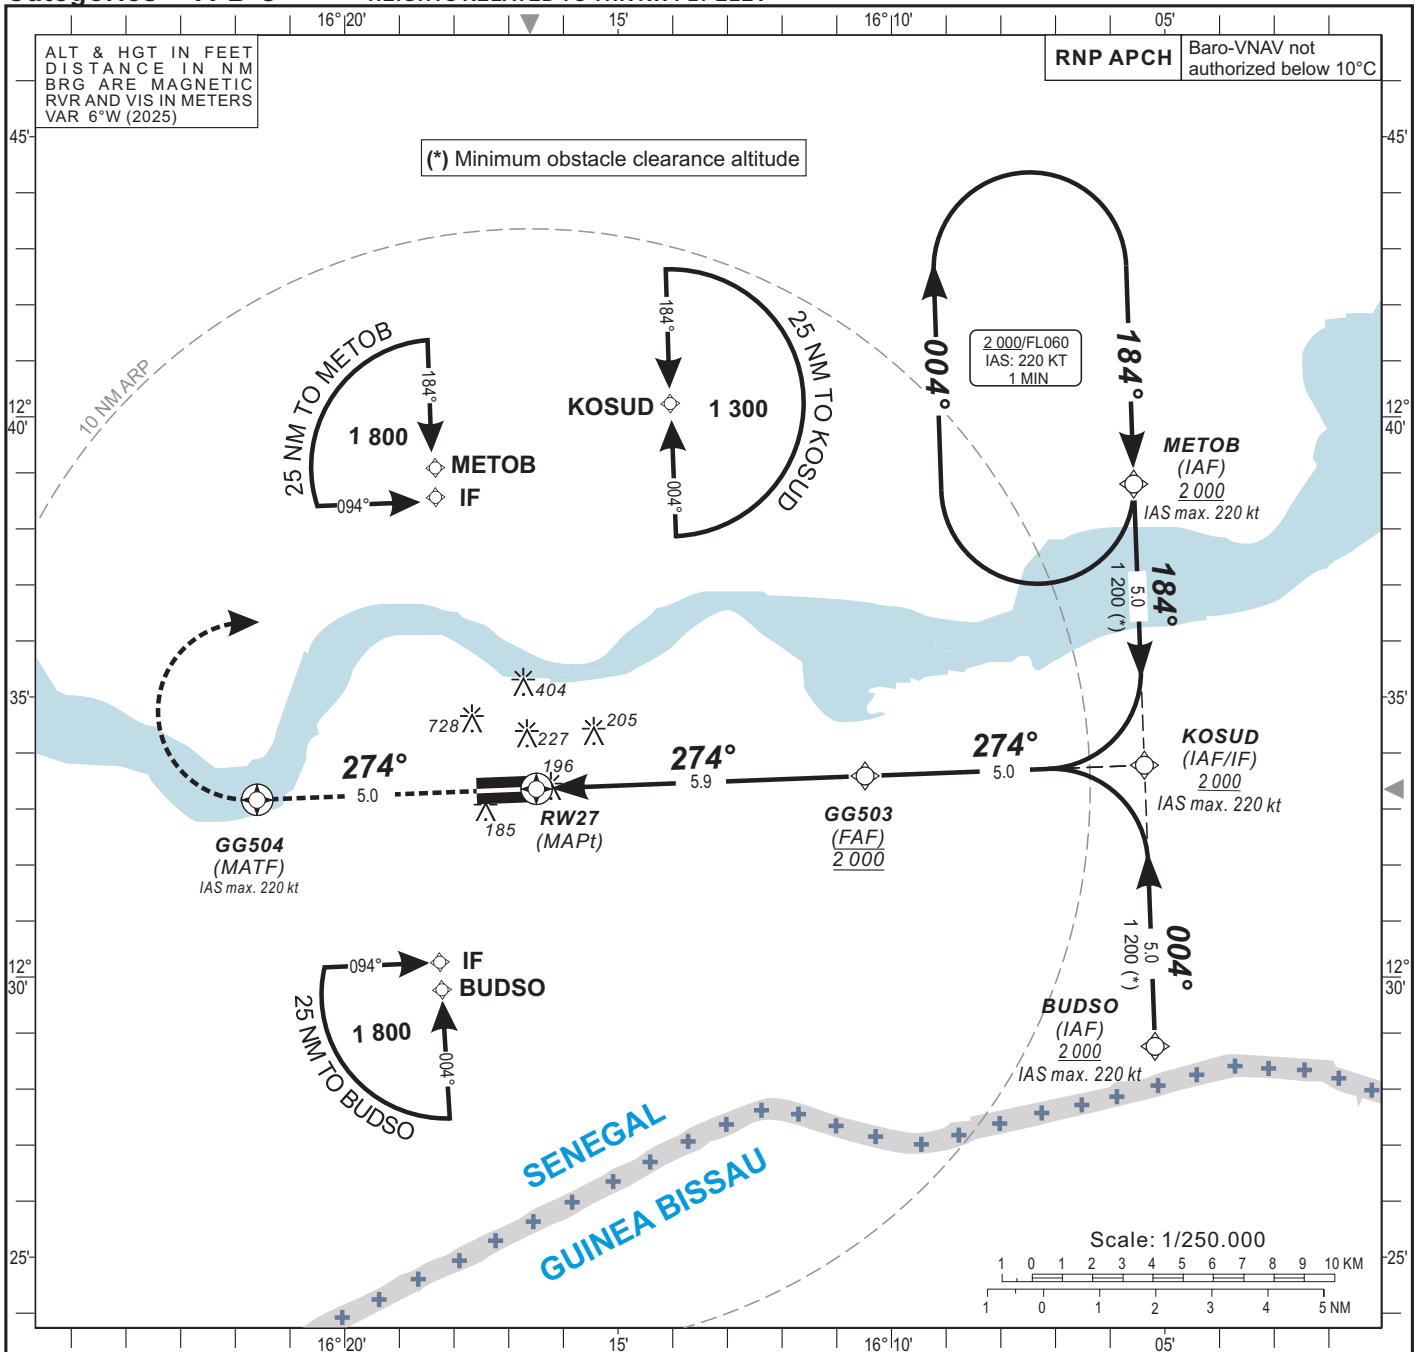 16°20'
15'
16°10'
05'
ALT & HGT IN FEET
DISTANCE IN NM
BRG ARE MAGNETIC
RVR AND VIS IN METERS
VAR 6°W (2025)
RNP APCH
Baro-VNAV not
authorized below 10°C
45'
45'
(*) Minimum obstacle clearance altitude
10 NM ARP
25 NM TO METOB
184°
1 800
METOB
094°
IF
184°
25 NM TO KOSUD
KOSUD
1 300
004°
004°
2 000/FL060
IAS: 220 KT
1 MIN
184°
12°
40'
12°
40'
METOB
(IAF)
2 000
IAS max. 220 kt
184°
5.0
1 200 (*)
35'
35'
404
728
227
205
196
185
274°
5.0
274°
5.9
274°
5.0
KOSUD
(IAF/IF)
2 000
IAS max. 220 kt
GG504
(MATF)
IAS max. 220 kt
RW27
(MAPt)
GG503
(FAF)
2 000
004°
5.0
1 200 (*)
094°
IF
BUDSO
1 800
004°
25 NM TO BUDSO
12°
30'
12°
30'
BUDSO
(IAF)
2 000
IAS max. 220 kt
SENEGAL
GUINEA BISSAU
25'
25'
Scale: 1/250.000
1 0 1 2 3 4 5 6 7 8 9 10 KM
1 0 1 2 3 4 5 NM
16°20'
15'
16°10'
05'